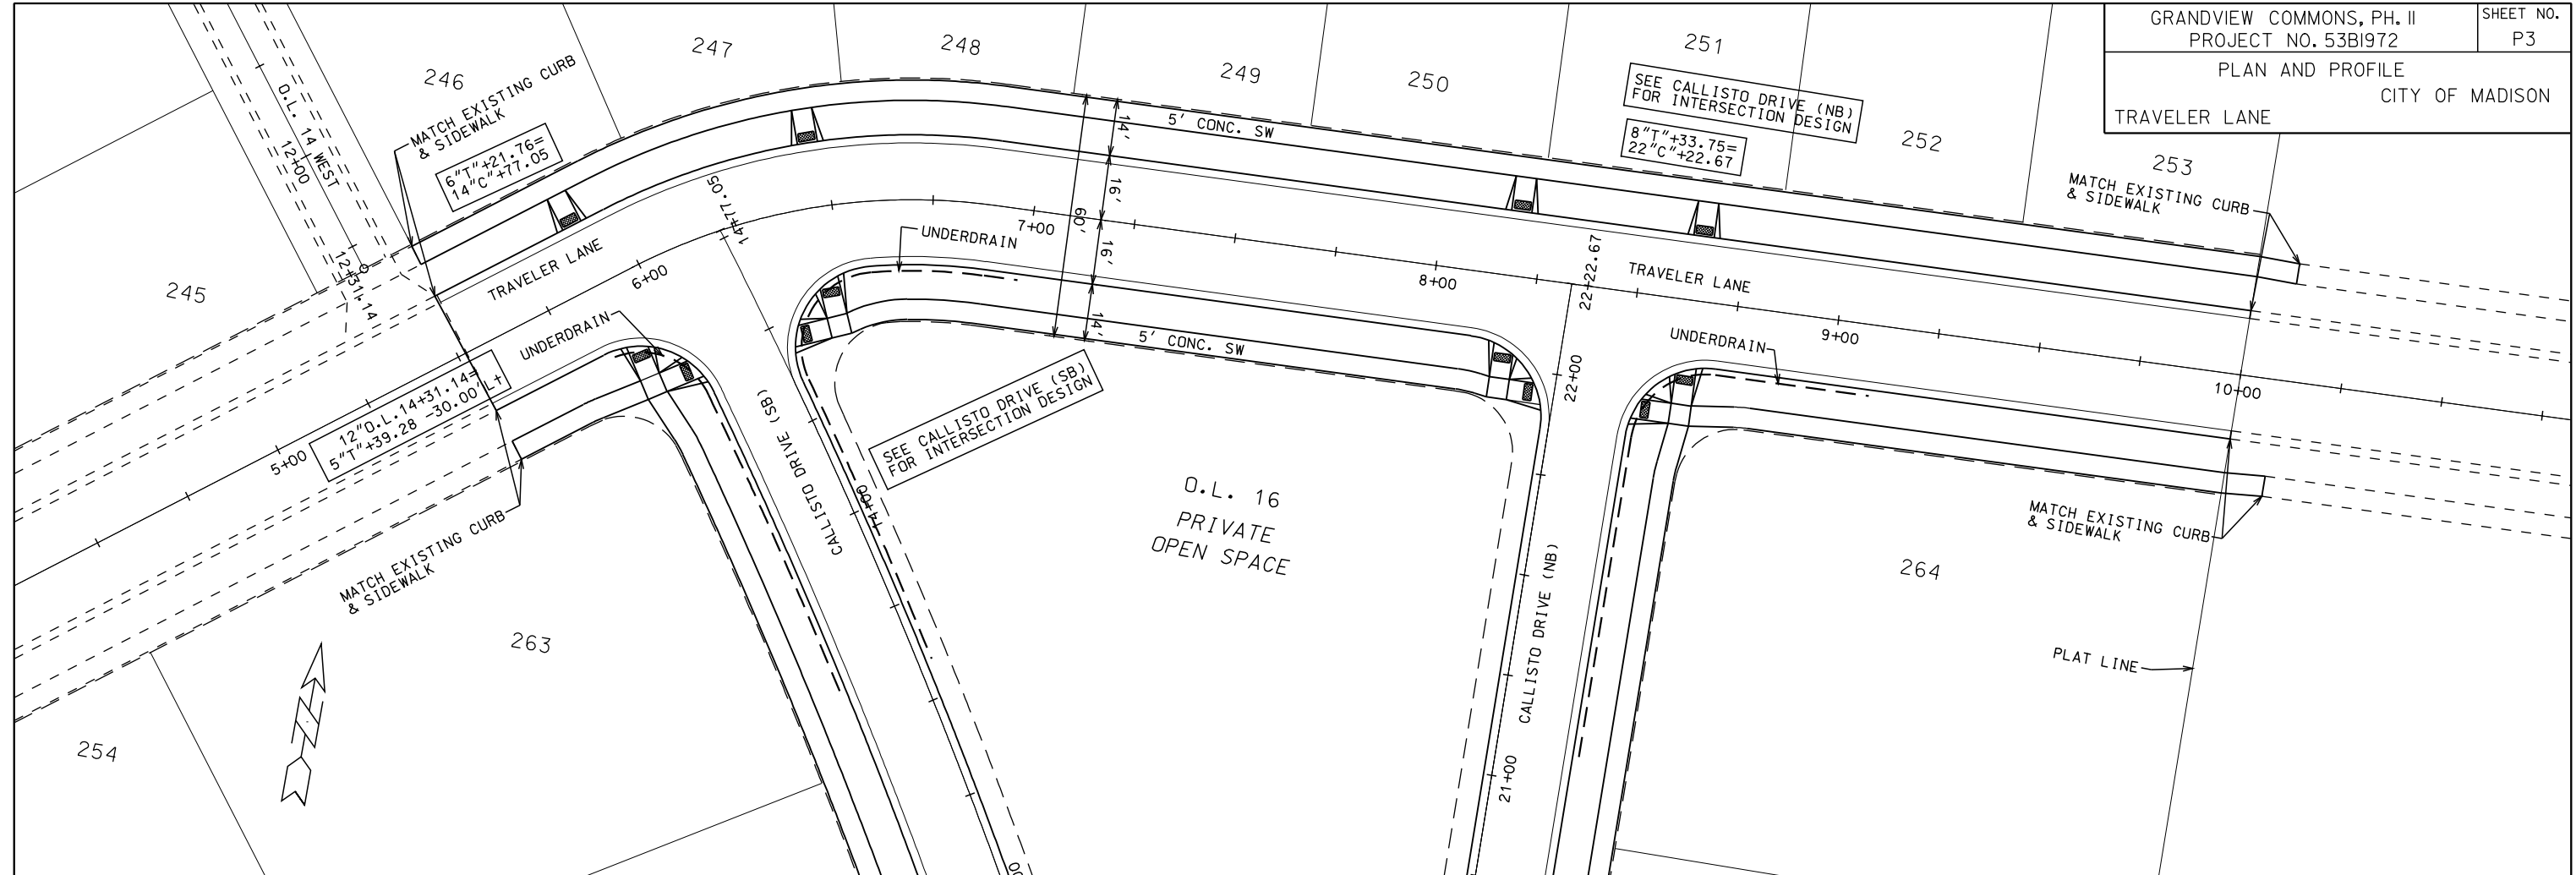 GRANDVIEW COMMONS, PH. II
PROJECT NO. 53B1972
SHEET NO.
P3
PLAN AND PROFILE
CITY OF MADISON
TRAVELER LANE
246
247
248
249
250
251
252
253
245
254
263
264
O.L. 14 WEST
12+00
12+31.14
MATCH EXISTING CURB
& SIDEWALK
6"T"+21.76=
14"C"+77.05
14+77.05
TRAVELER LANE
6+00
UNDERDRAIN
12"O.L.14+31.14=
5"T"+39.28 -30.00'Lt
5+00
MATCH EXISTING CURB
& SIDEWALK
CALLISTO DRIVE (SB)
14+00
UNDERDRAIN
7+00
5' CONC. SW
14'
16'
60'
16'
14'
5' CONC. SW
SEE CALLISTO DRIVE (SB)
FOR INTERSECTION DESIGN
O.L. 16
PRIVATE
OPEN SPACE
SEE CALLISTO DRIVE (NB)
FOR INTERSECTION DESIGN
8"T"+33.75=
22"C"+22.67
22+22.67
8+00
TRAVELER LANE
22+00
9+00
UNDERDRAIN
CALLISTO DRIVE (NB)
21+00
10+00
MATCH EXISTING CURB
& SIDEWALK
MATCH EXISTING CURB
& SIDEWALK
PLAT LINE